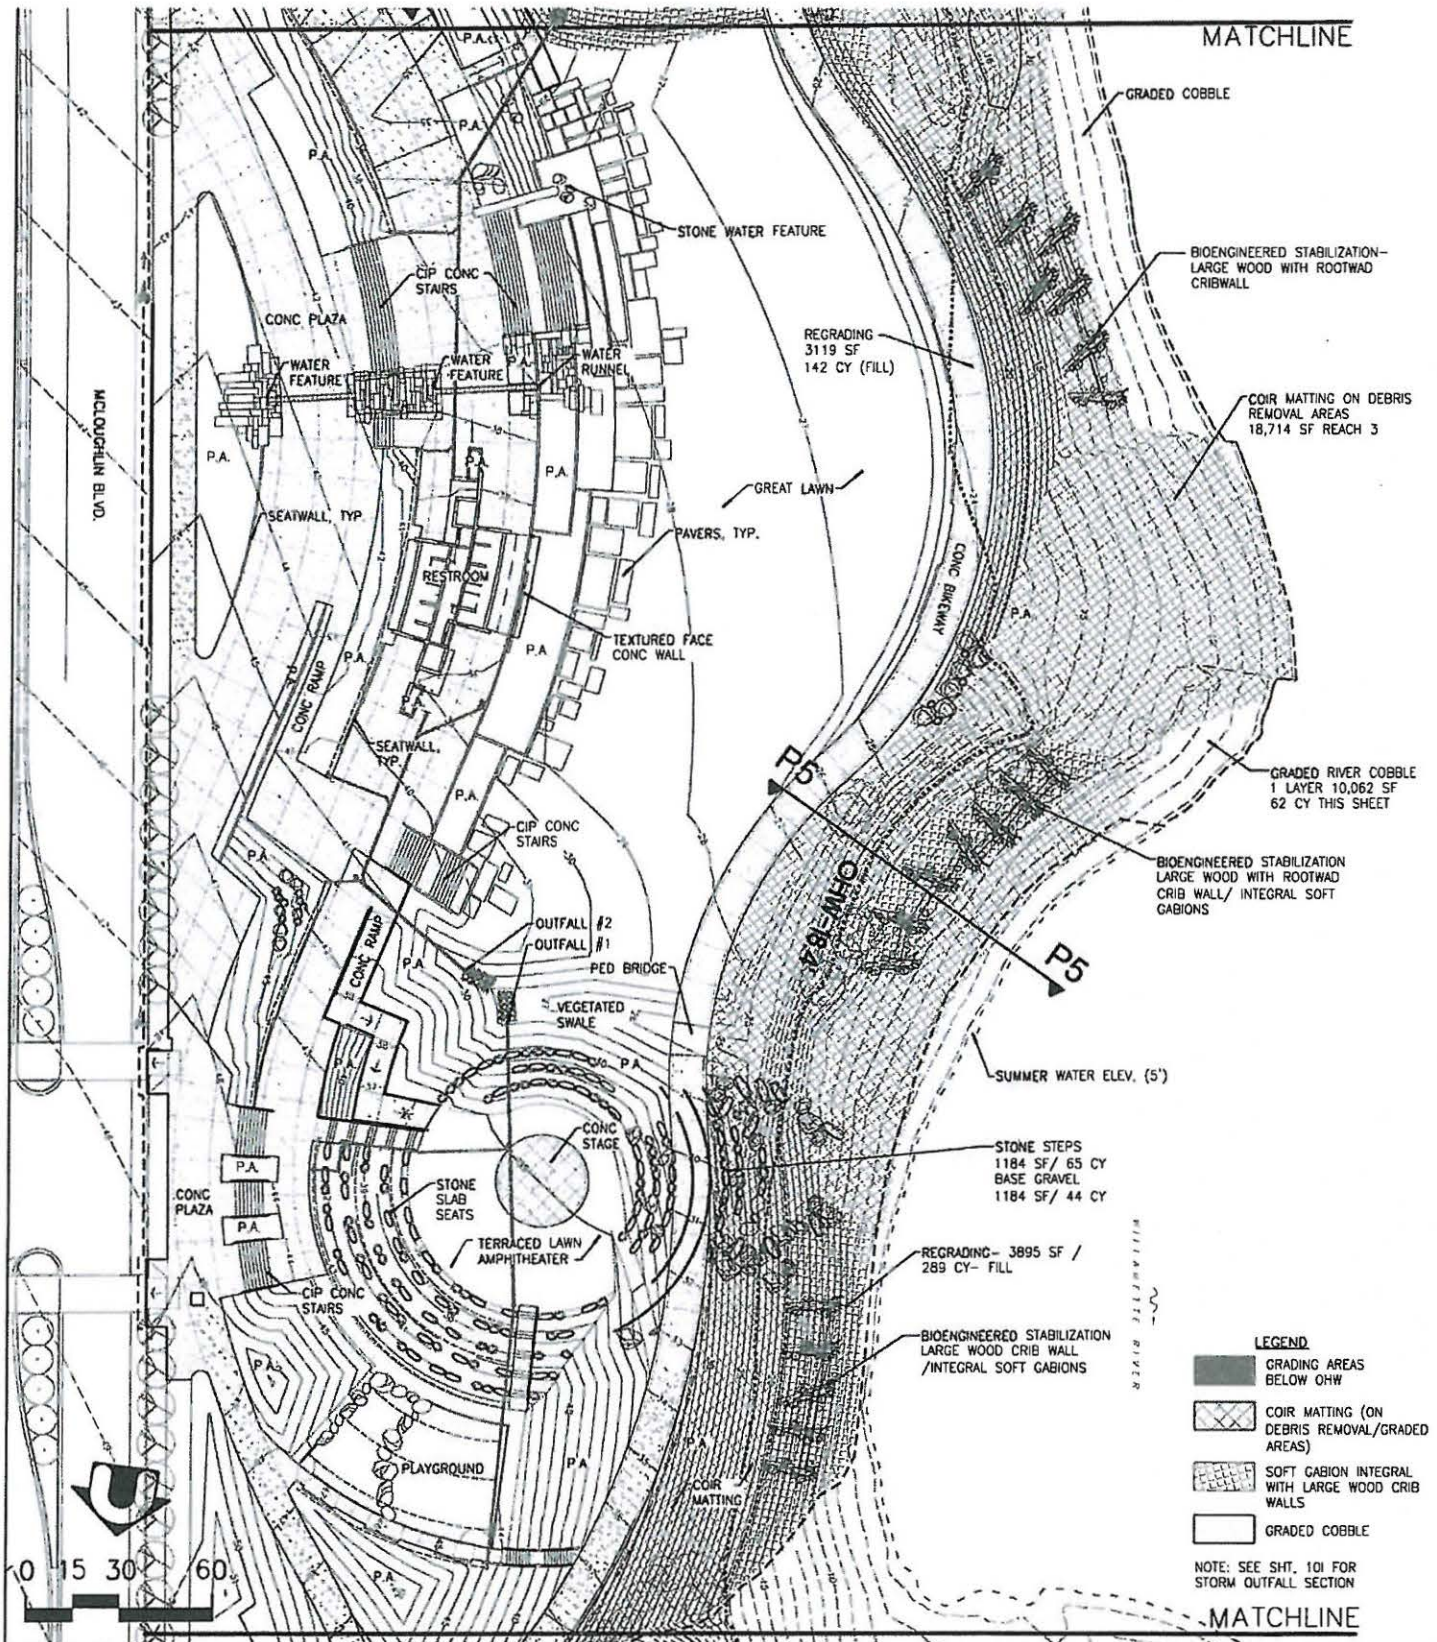 MATCHLINE
GRADED COBBLE
P.A.
P.A.
P.A.
STONE WATER FEATURE
BIOENGINEERED STABILIZATION-
LARGE WOOD WITH ROOTWAD
CRIBWALL
CIP CONC
STAIRS
CONC PLAZA
REGRADING
3119 SF
142 CY (FILL)
WATER
FEATURE
WATER
FEATURE
P.A.
WATER
RUNNEL
MCLOUGHLIN BLVD.
COIR MATTING ON DEBRIS
REMOVAL AREAS
18,714 SF REACH 3
P.A.
P.A.
P.A.
GREAT LAWN
SEATWALL, TYP.
PAVERS, TYP.
RESTROOM
CONC BIKEWAY
P.A.
TEXTURED FACE
CONC WALL
P.A.
P.A.
CONC RAMP
SEATWALL,
TYP.
P5
GRADED RIVER COBBLE
1 LAYER 10,062 SF
62 CY THIS SHEET
P.A.
CIP CONC
STAIRS
P.A.
BIOENGINEERED STABILIZATION
LARGE WOOD WITH ROOTWAD
CRIB WALL/ INTEGRAL SOFT
GABIONS
OHW-18.4'
OUTFALL #2
OUTFALL #1
CONC RAMP
P.A.
PED BRIDGE
P5
VEGETATED
SWALE
P.A.
P.A.
SUMMER WATER ELEV. (5')
CONC
STAGE
STONE STEPS
1184 SF/ 65 CY
BASE GRAVEL
1184 SF/ 44 CY
P.A.
CONC
PLAZA
P.A.
STONE
SLAB
SEATS
TERRACED LAWN
AMPHITHEATER
REGRADING- 3895 SF /
289 CY- FILL
WILLAMETTE RIVER
CIP CONC
STAIRS
BIOENGINEERED STABILIZATION
LARGE WOOD CRIB WALL
/INTEGRAL SOFT GABIONS
P.A.
PLAYGROUND
P.A.
P.A.
COIR
MATTING
P.A.
LEGEND
GRADING AREAS
BELOW OHW
COIR MATTING (ON
DEBRIS REMOVAL/GRADED
AREAS)
SOFT GABION INTEGRAL
WITH LARGE WOOD CRIB
WALLS
GRADED COBBLE
NOTE: SEE SHT. 101 FOR
STORM OUTFALL SECTION
0 15 30 60
MATCHLINE